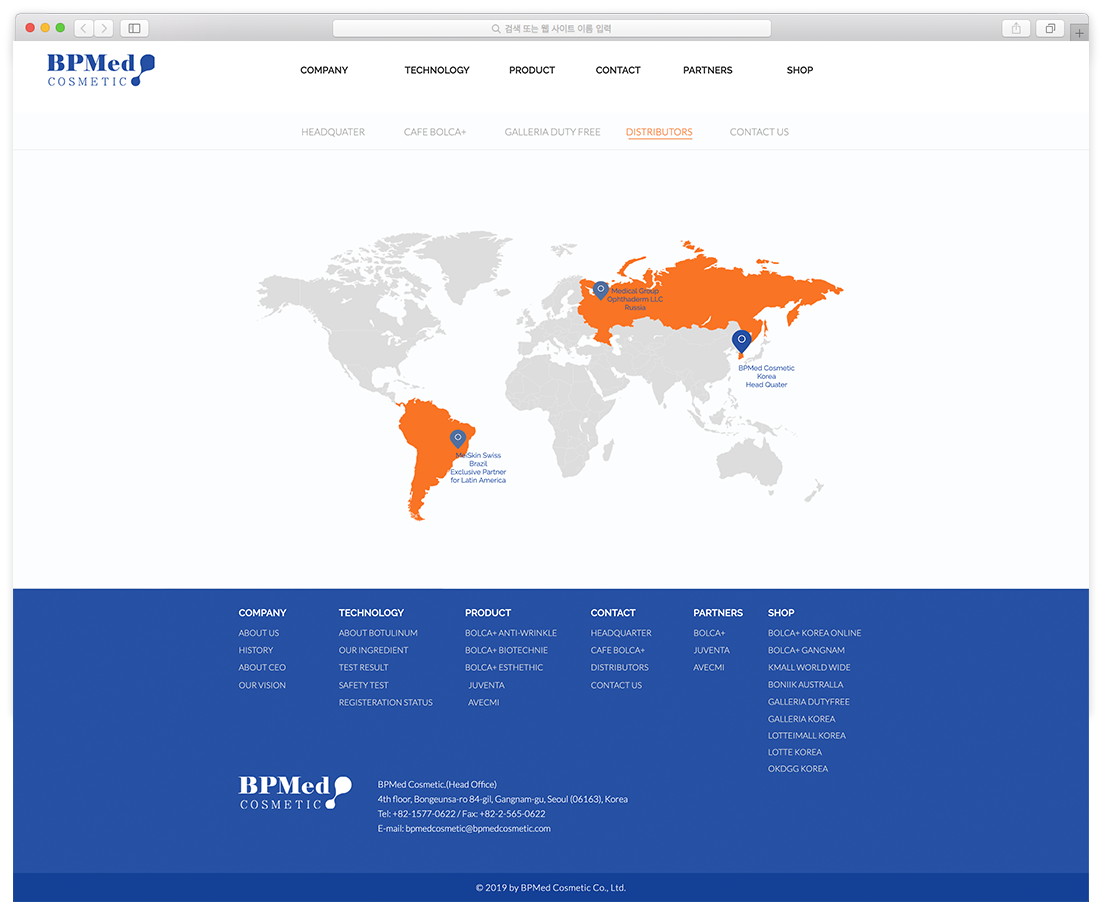 검색 또는 웹 사이트 이름 입력
BPMed
COSMETIC
COMPANY TECHNOLOGY PRODUCT CONTACT PARTNERS SHOP
HEADQUATER CAFE BOLCA+ GALLERIA DUTY FREE DISTRIBUTORS CONTACT US
Medical Group
Ophthaderm LLC
Russia
BPMed Cosmetic
Korea
Head Quater
MeiSkin Swiss
Brazil
Exclusive Partner
for Latin America
COMPANY
ABOUT US
HISTORY
ABOUT CEO
OUR VISION
TECHNOLOGY
ABOUT BOTULINUM
OUR INGREDIENT
TEST RESULT
SAFETY TEST
REGISTERATION STATUS
PRODUCT
BOLCA+ ANTI-WRINKLE
BOLCA+ BIOTECHNIE
BOLCA+ ESTHETHIC
JUVENTA
AVECMI
CONTACT
HEADQUARTER
CAFE BOLCA+
DISTRIBUTORS
CONTACT US
PARTNERS
BOLCA+
JUVENTA
AVECMI
SHOP
BOLCA+ KOREA ONLINE
BOLCA+ GANGNAM
KMALL WORLD WIDE
BONIIK AUSTRALLA
GALLERIA DUTYFREE
GALLERIA KOREA
LOTTEIMALL KOREA
LOTTE KOREA
OKDGG KOREA
BPMed
COSMETIC
BPMed Cosmetic.(Head Office)
4th floor, Bongeunsa-ro 84-gil, Gangnam-gu, Seoul (06163), Korea
Tel: +82-1577-0622 / Fax: +82-2-565-0622
E-mail: bpmedcosmetic@bpmedcosmetic.com
© 2019 by BPMed Cosmetic Co., Ltd.